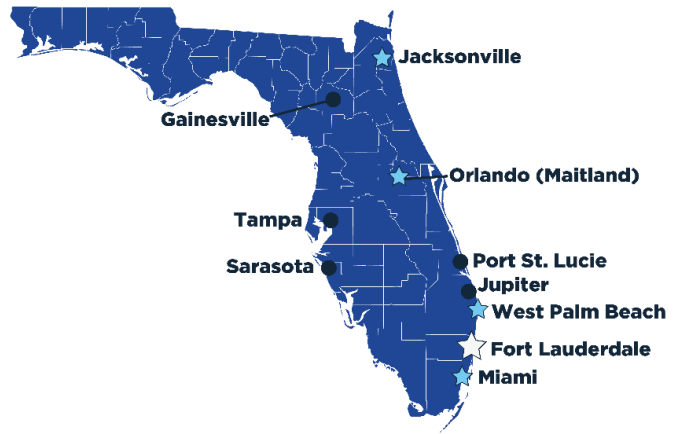 Jacksonville
Gainesville
Orlando (Maitland)
Tampa
Sarasota
Port St. Lucie
Jupiter
West Palm Beach
Fort Lauderdale
Miami